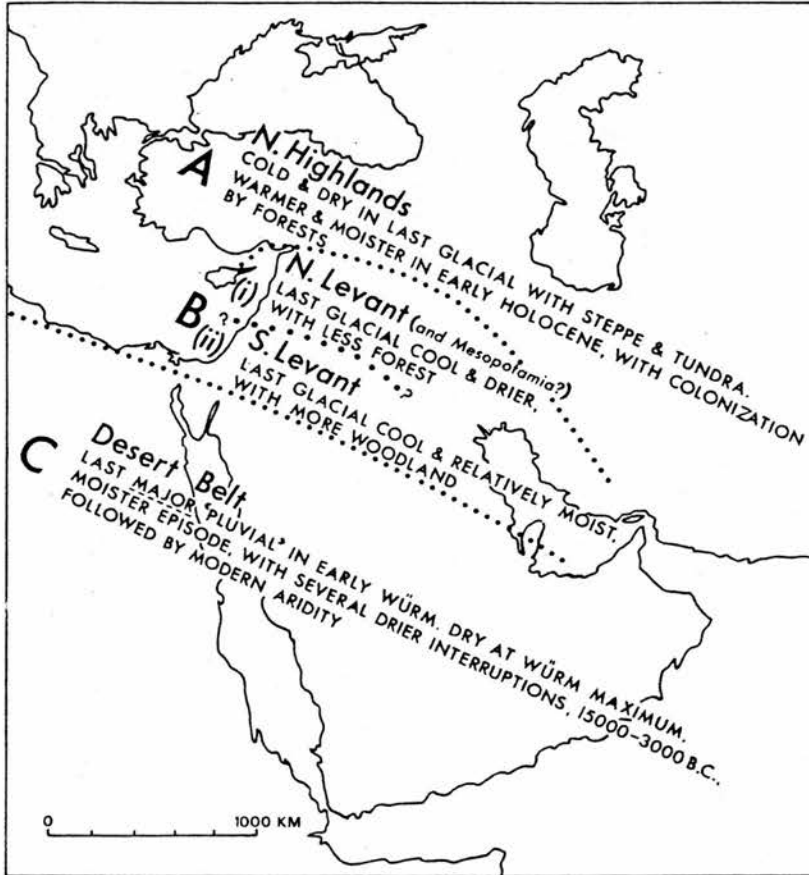 A
N. Highlands
COLD & DRY IN LAST GLACIAL WITH STEPPE & TUNDRA.
WARMER & MOISTER IN EARLY HOLOCENE, WITH COLONIZATION
BY FORESTS
B
(i)
N. Levant (and Mesopotamia?)
LAST GLACIAL COOL & DRIER,
WITH LESS FOREST
?
(ii)
S. Levant
?
LAST GLACIAL COOL & RELATIVELY MOIST,
WITH MORE WOODLAND
C
Desert Belt
LAST MAJOR 'PLUVIAL' IN EARLY WÜRM. DRY AT WÜRM MAXIMUM.
MOISTER EPISODE, WITH SEVERAL DRIER INTERRUPTIONS, 15000–3000 B.C.,
FOLLOWED BY MODERN ARIDITY
0 1000 KM